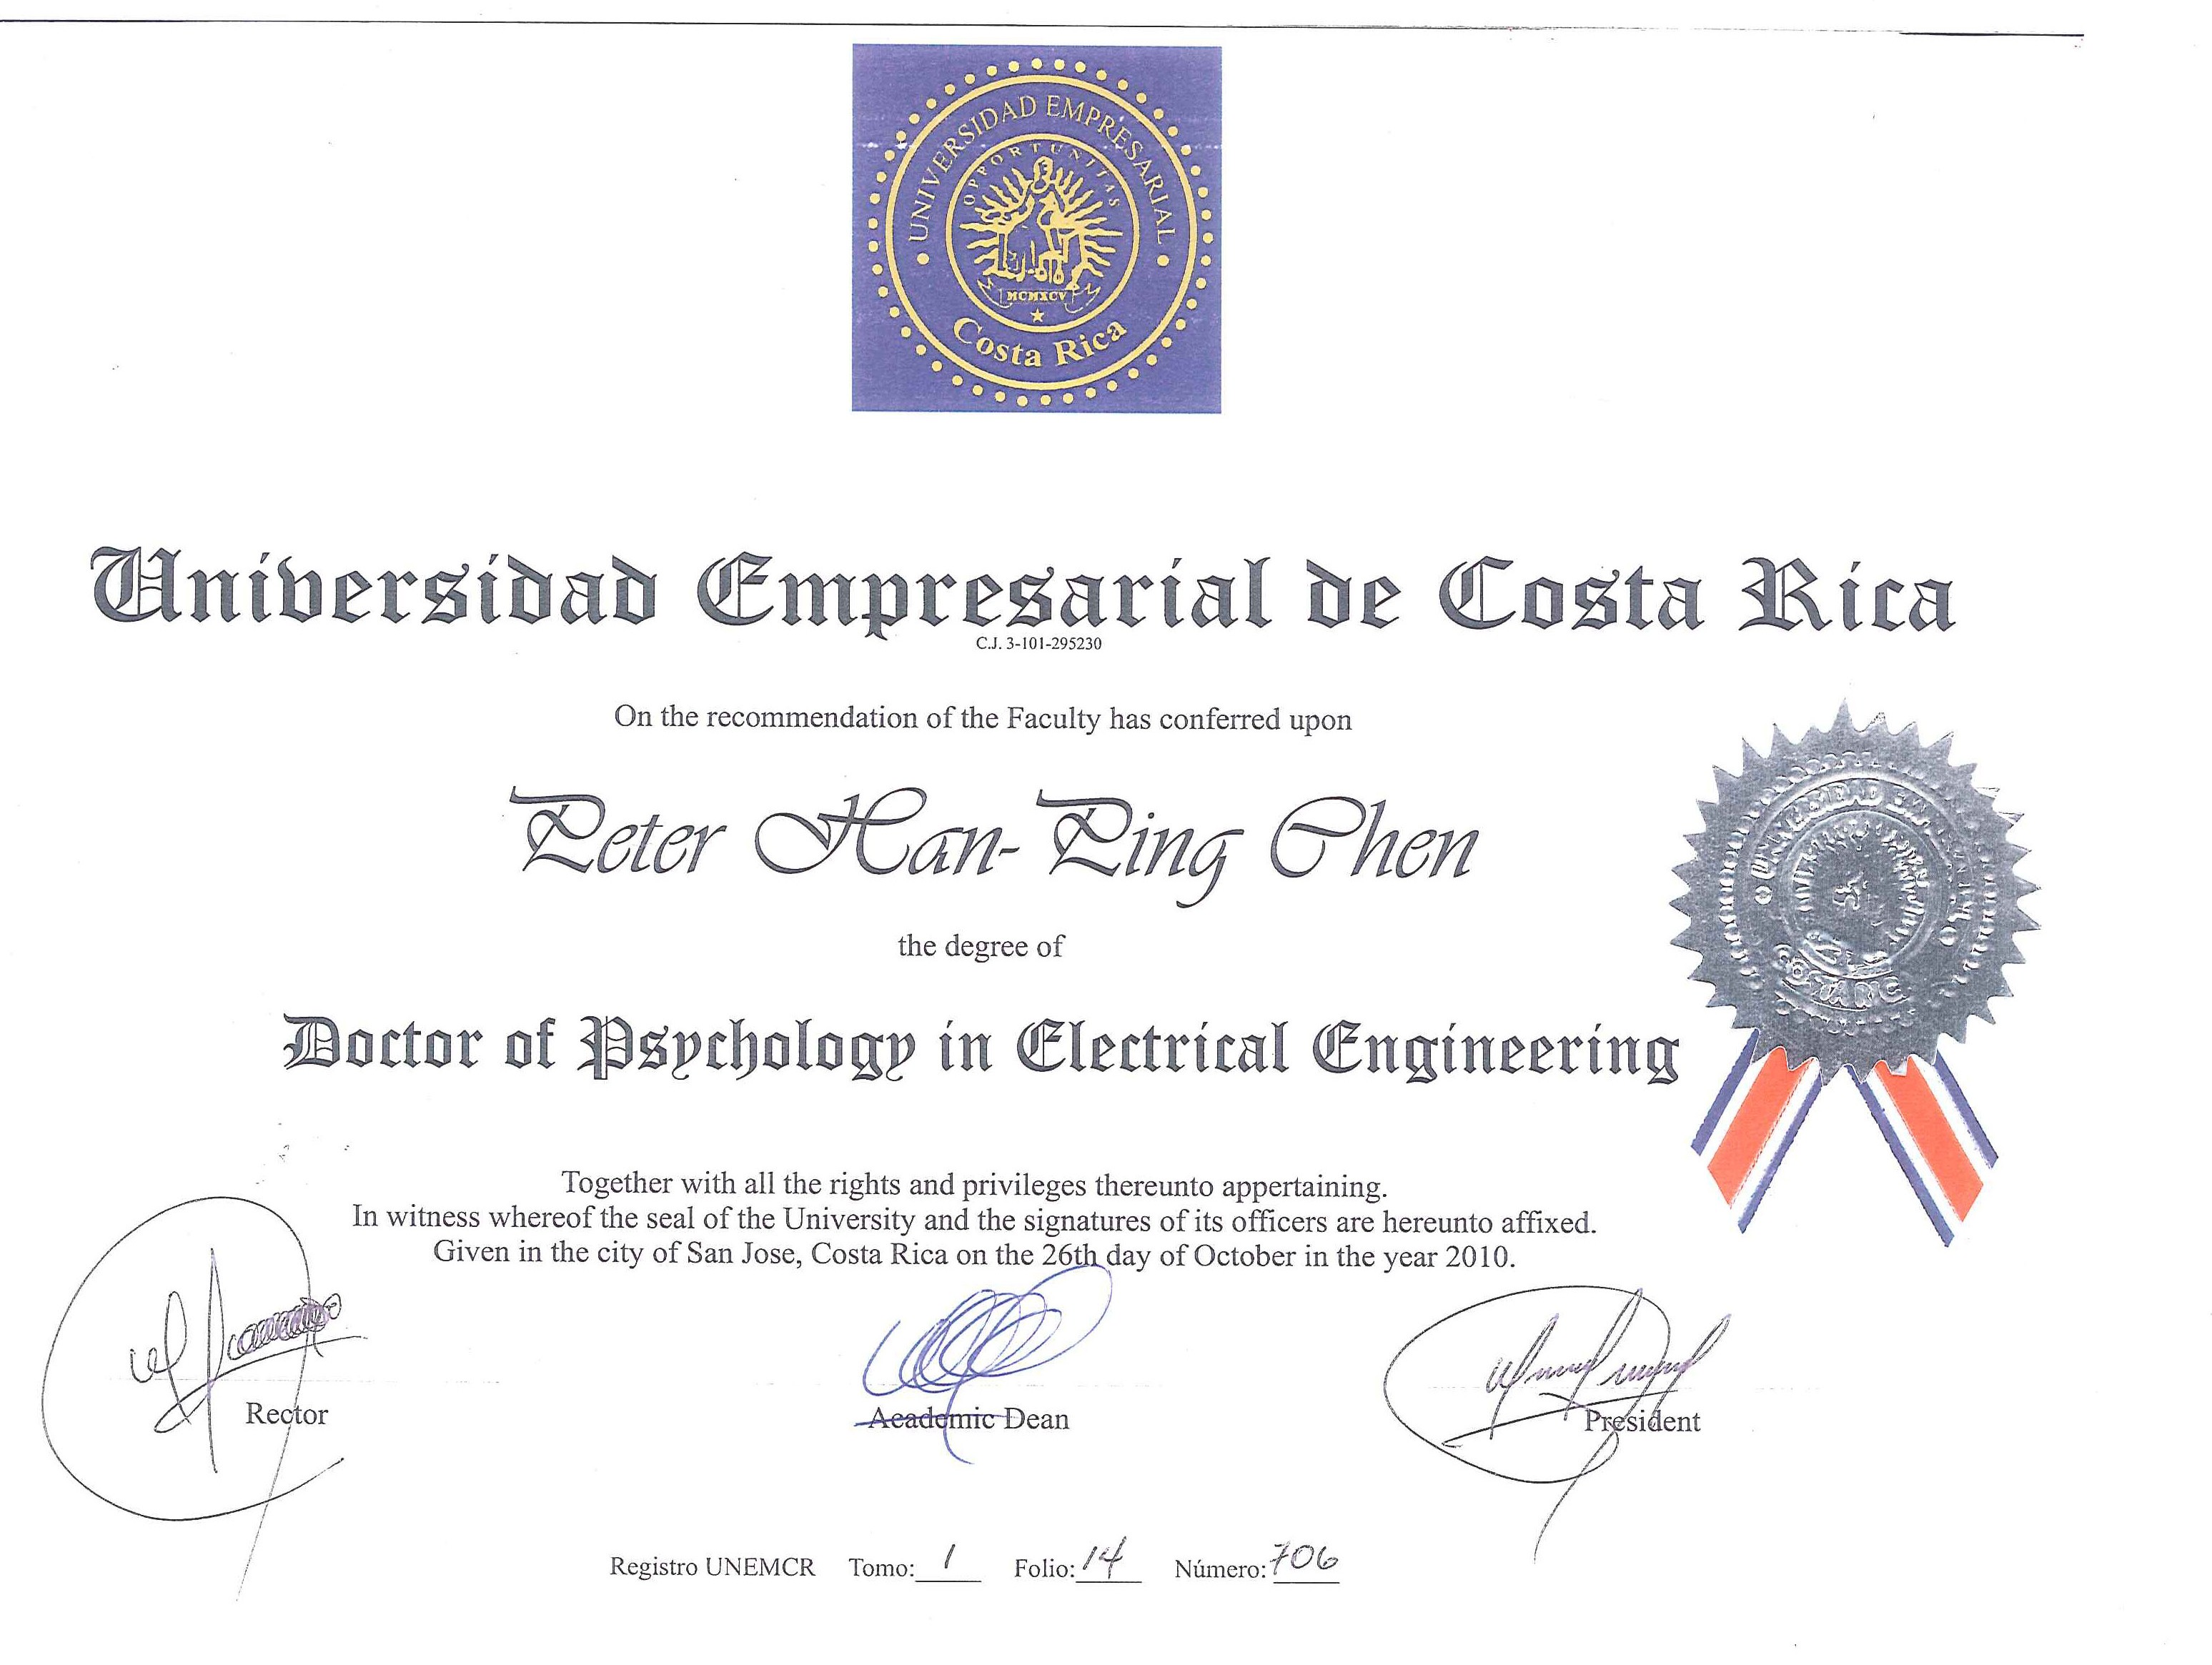 UNIVERSIDAD EMPRESARIAL
OPPORTUNITAS
MCMXCV
Costa Rica
Universidad Empresarial de Costa Rica
C.J. 3-101-295230
On the recommendation of the Faculty has conferred upon
Peter Han-Ping Chen
the degree of
Doctor of Psychology in Electrical Engineering
UNIVERSIDAD
Together with all the rights and privileges thereunto appertaining.
In witness whereof the seal of the University and the signatures of its officers are hereunto affixed.
Given in the city of San Jose, Costa Rica on the 26th day of October in the year 2010.
Rector
Academic Dean
President
Registro UNEMCR Tomo: 1 Folio: 14 Número: 706